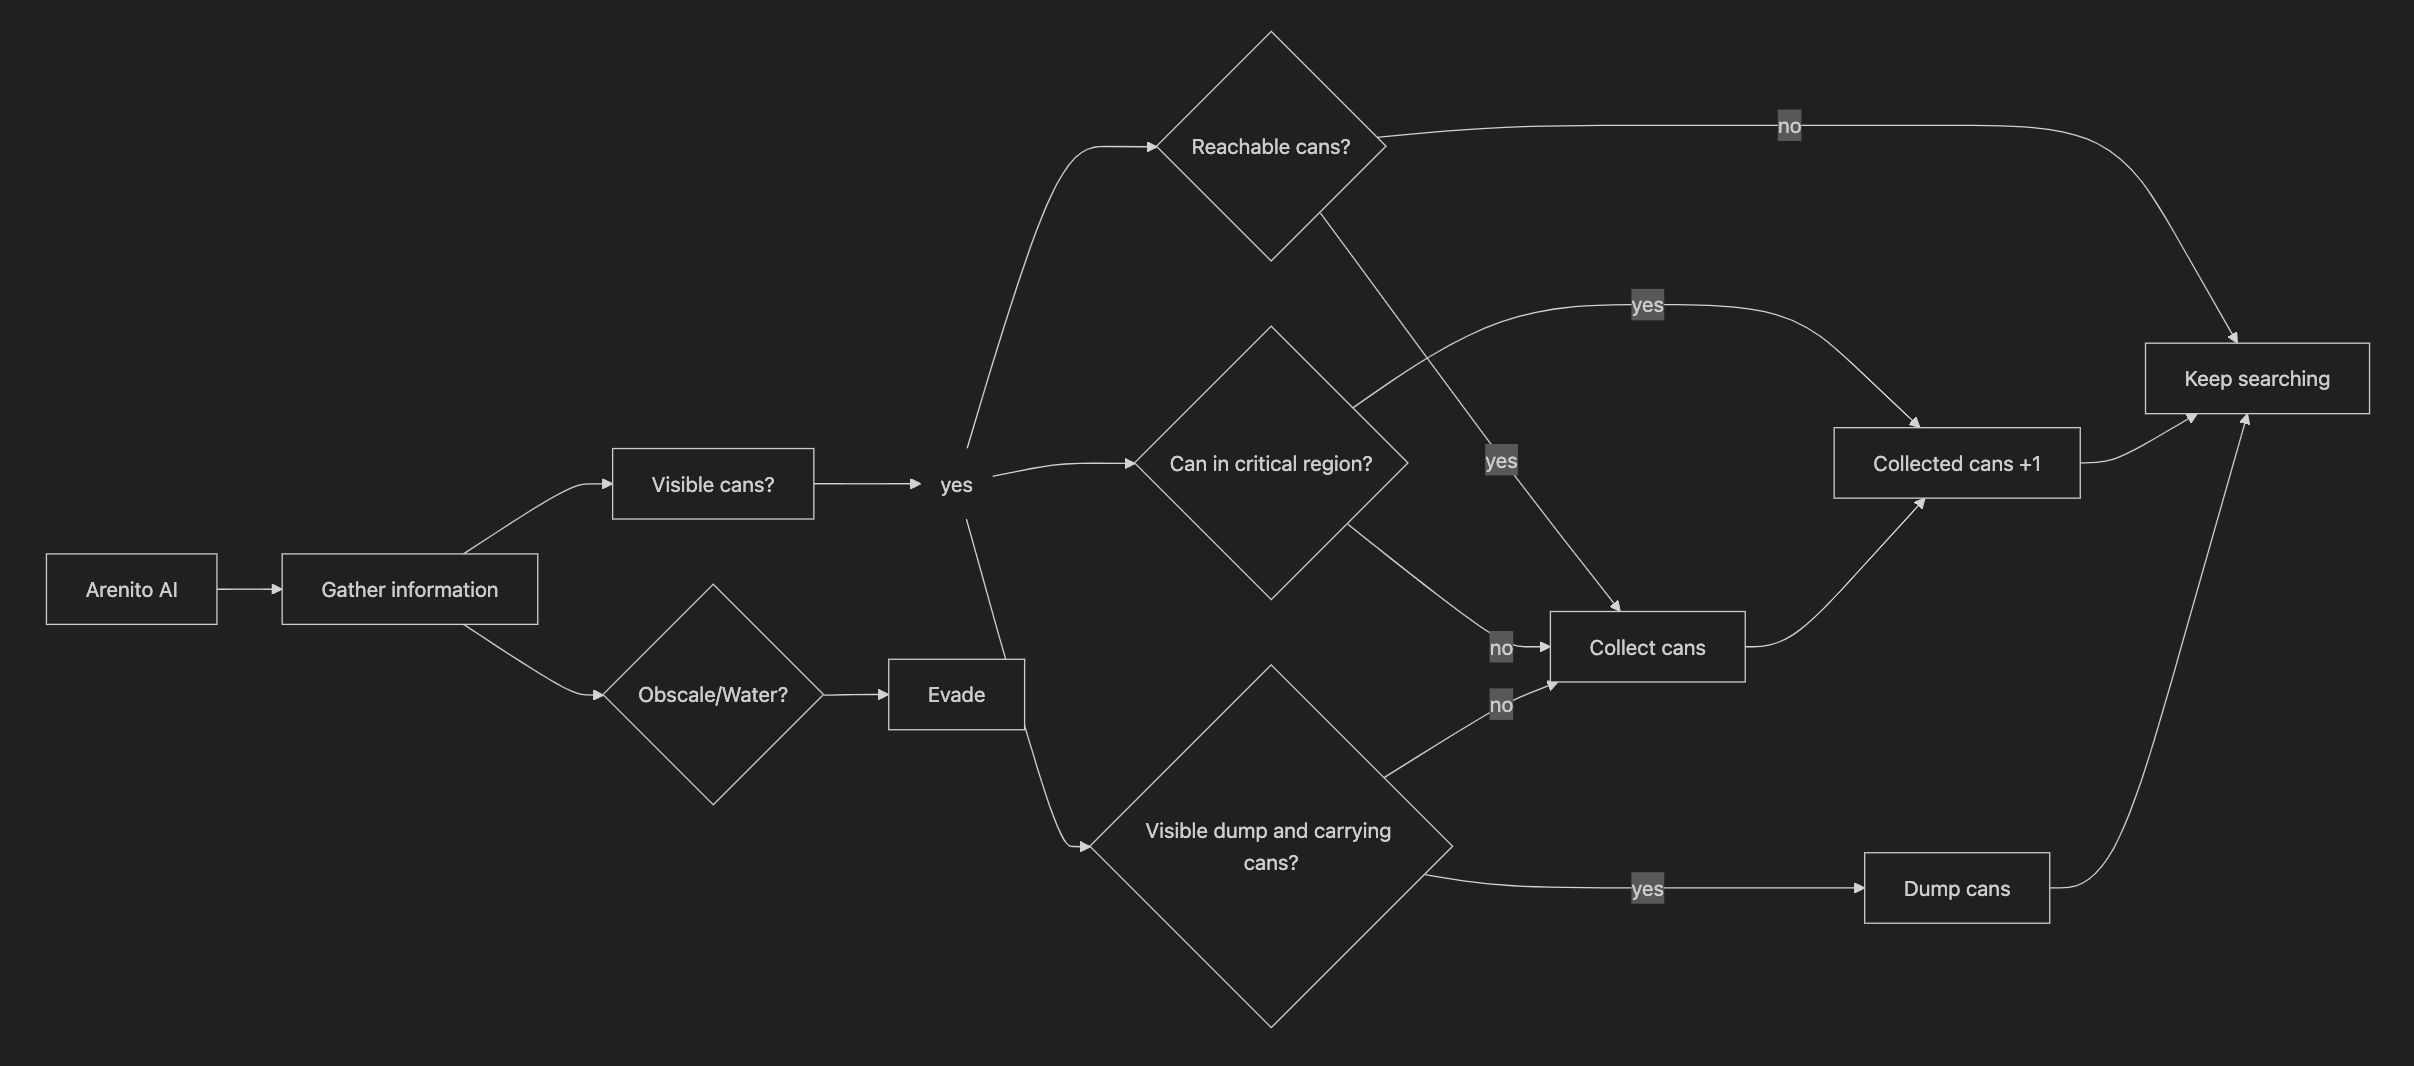 Arenito AI
Gather information
Visible cans?
Obscale/Water?
yes
Evade
Reachable cans?
Can in critical region?
Visible dump and carrying
cans?
no
yes
yes
no
no
yes
Collect cans
Collected cans +1
Dump cans
Keep searching